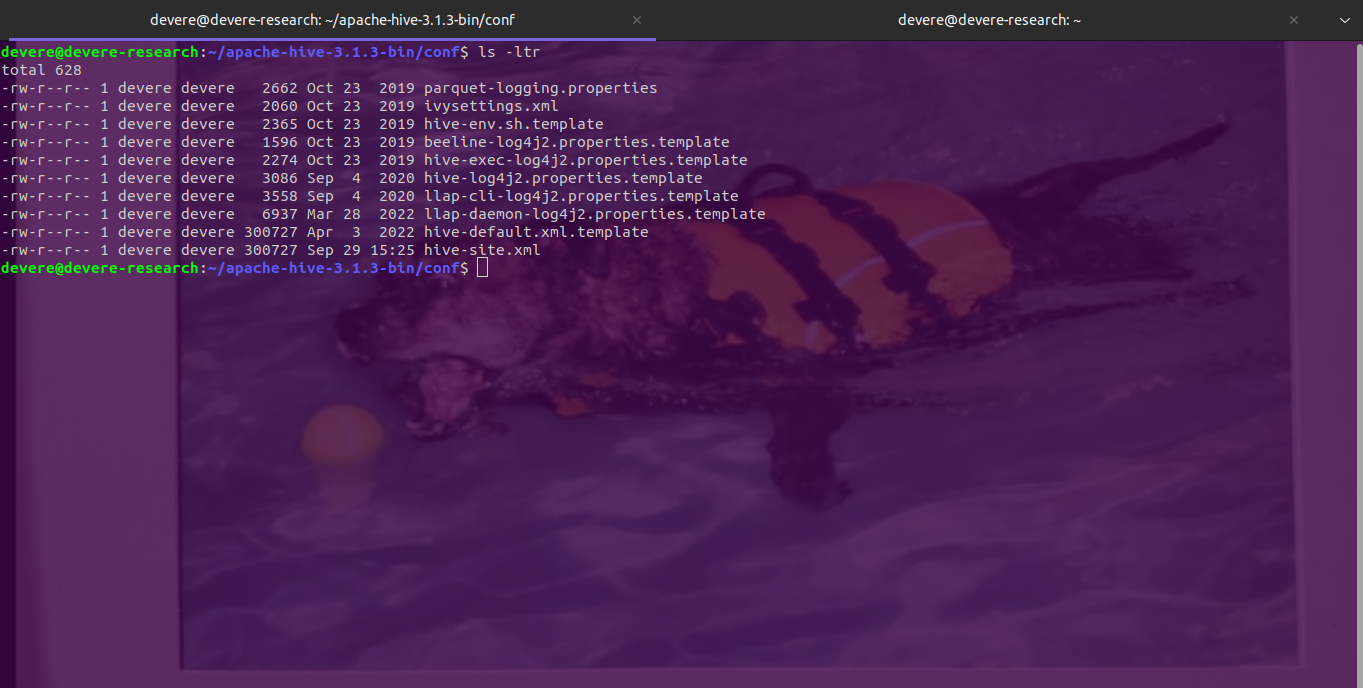 devere@devere-research: ~/apache-hive-3.1.3-bin/conf
devere@devere-research: ~
devere@devere-research:~/apache-hive-3.1.3-bin/conf$ ls -ltr
total 628
-rw-r--r-- 1 devere devere   2662 Oct 23  2019 parquet-logging.properties
-rw-r--r-- 1 devere devere   2060 Oct 23  2019 ivysettings.xml
-rw-r--r-- 1 devere devere   2365 Oct 23  2019 hive-env.sh.template
-rw-r--r-- 1 devere devere   1596 Oct 23  2019 beeline-log4j2.properties.template
-rw-r--r-- 1 devere devere   2274 Oct 23  2019 hive-exec-log4j2.properties.template
-rw-r--r-- 1 devere devere   3086 Sep  4  2020 hive-log4j2.properties.template
-rw-r--r-- 1 devere devere   3558 Sep  4  2020 llap-cli-log4j2.properties.template
-rw-r--r-- 1 devere devere   6937 Mar 28  2022 llap-daemon-log4j2.properties.template
-rw-r--r-- 1 devere devere 300727 Apr  3  2022 hive-default.xml.template
-rw-r--r-- 1 devere devere 300727 Sep 29 15:25 hive-site.xml
devere@devere-research:~/apache-hive-3.1.3-bin/conf$